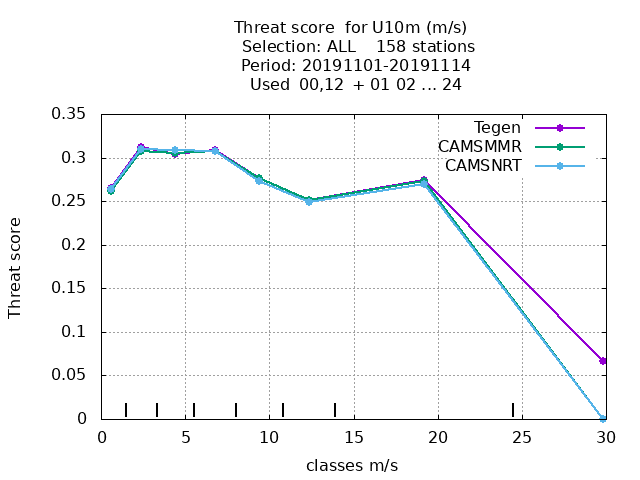 Threat score  for U10m (m/s)
Selection: ALL    158 stations
Period: 20191101-20191114
Used  00,12  + 01 02 ... 24
Tegen
CAMSMMR
CAMSNRT
Threat score
0.35
0.3
0.25
0.2
0.15
0.1
0.05
0
0 5 10 15 20 25 30
classes m/s